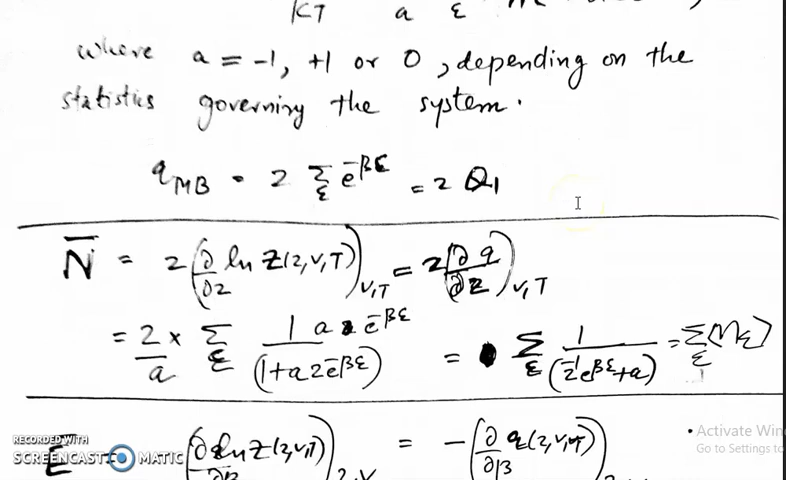 KT a ε
where a = -1, +1 or 0, depending on the
statistics governing the system.
q_MB = z Σ_ε e^{-βε} = z Q_1
N̄ = z (∂/∂z ln Z(z,V,T))_{V,T} = z (∂q/∂z)_{V,T}
= z/a × Σ_ε 1 a e^{-βε} / (1 + a z e^{-βε}) = Σ_ε 1/(z^{-1} e^{βε} + a) = Σ_ε ⟨n_ε⟩
Ē = (∂ ln Z(z,V,T)/∂β)_{z,V} = -(∂ q(z,V,T)/∂β)
RECORDED WITH
SCREENCAST O MATIC
Activate Win
Go to Settings to